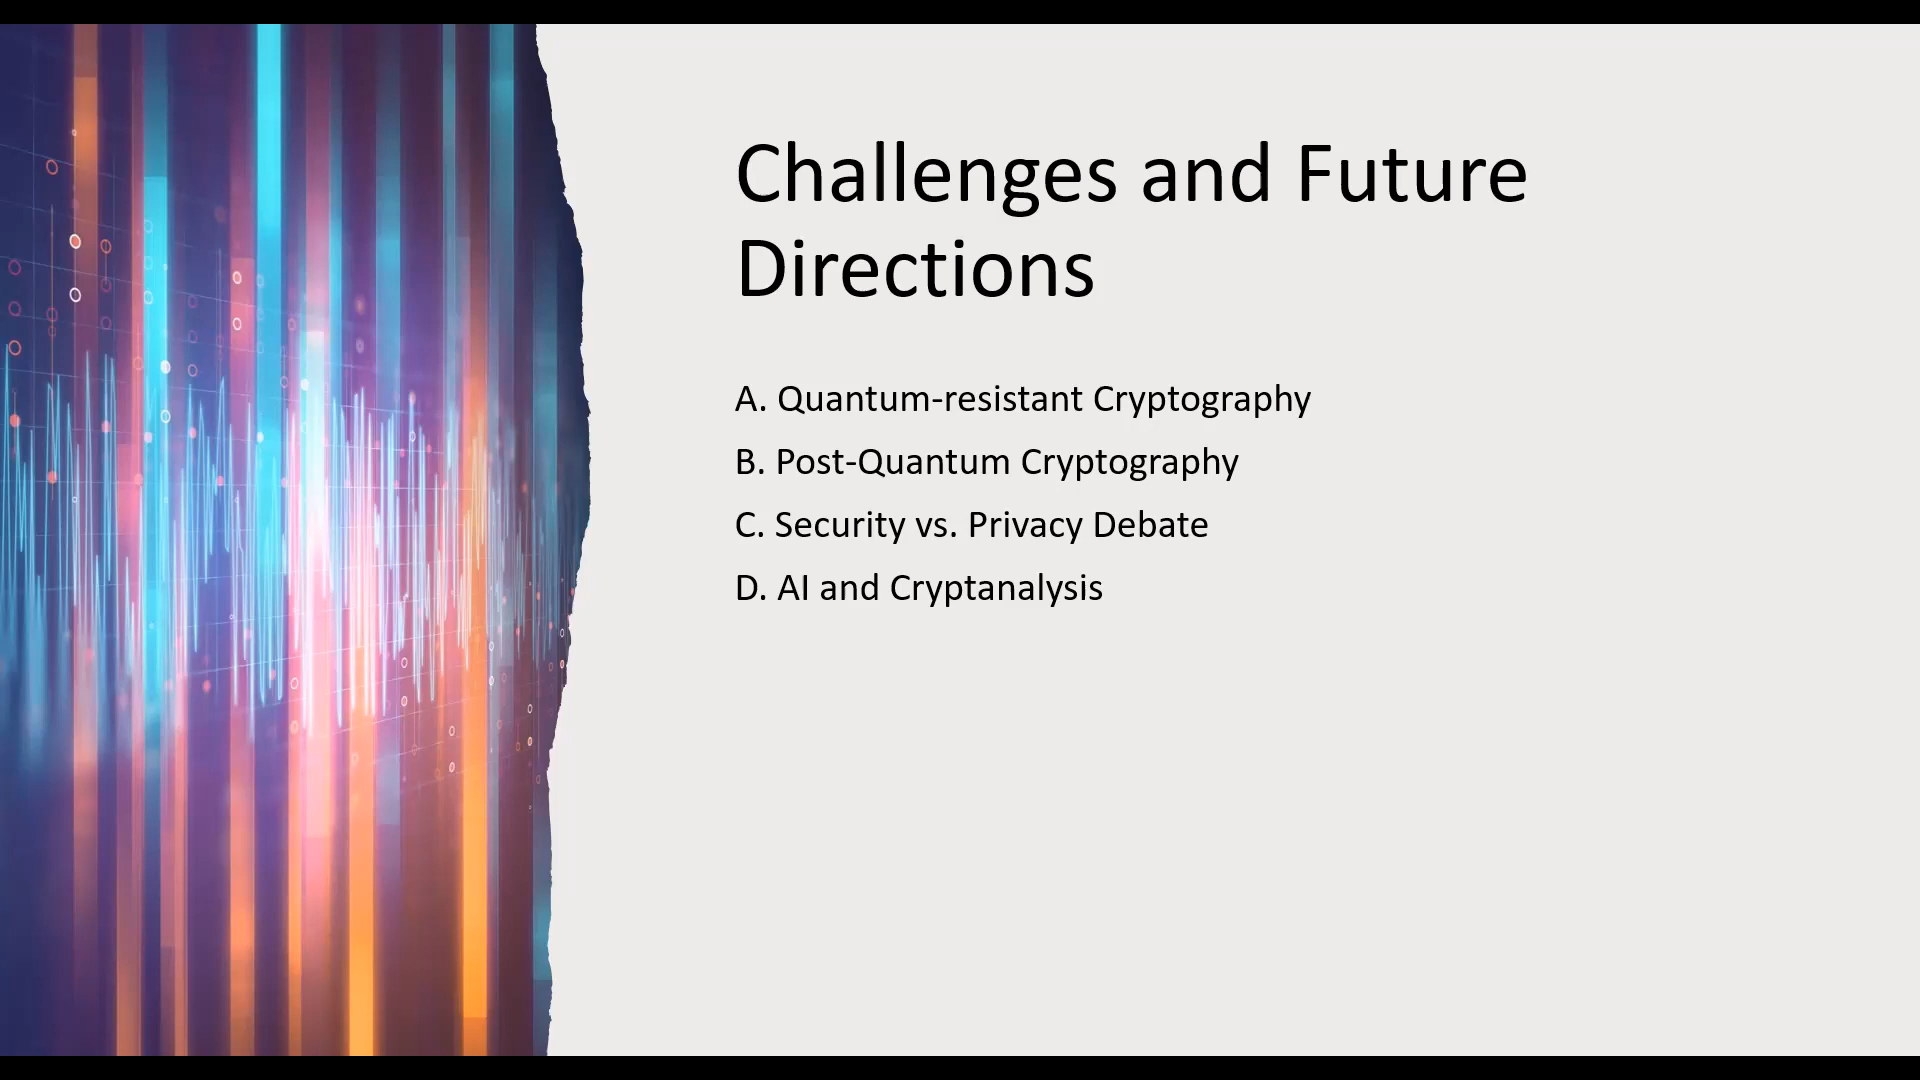 Challenges and Future
Directions
A. Quantum-resistant Cryptography
B. Post-Quantum Cryptography
C. Security vs. Privacy Debate
D. AI and Cryptanalysis